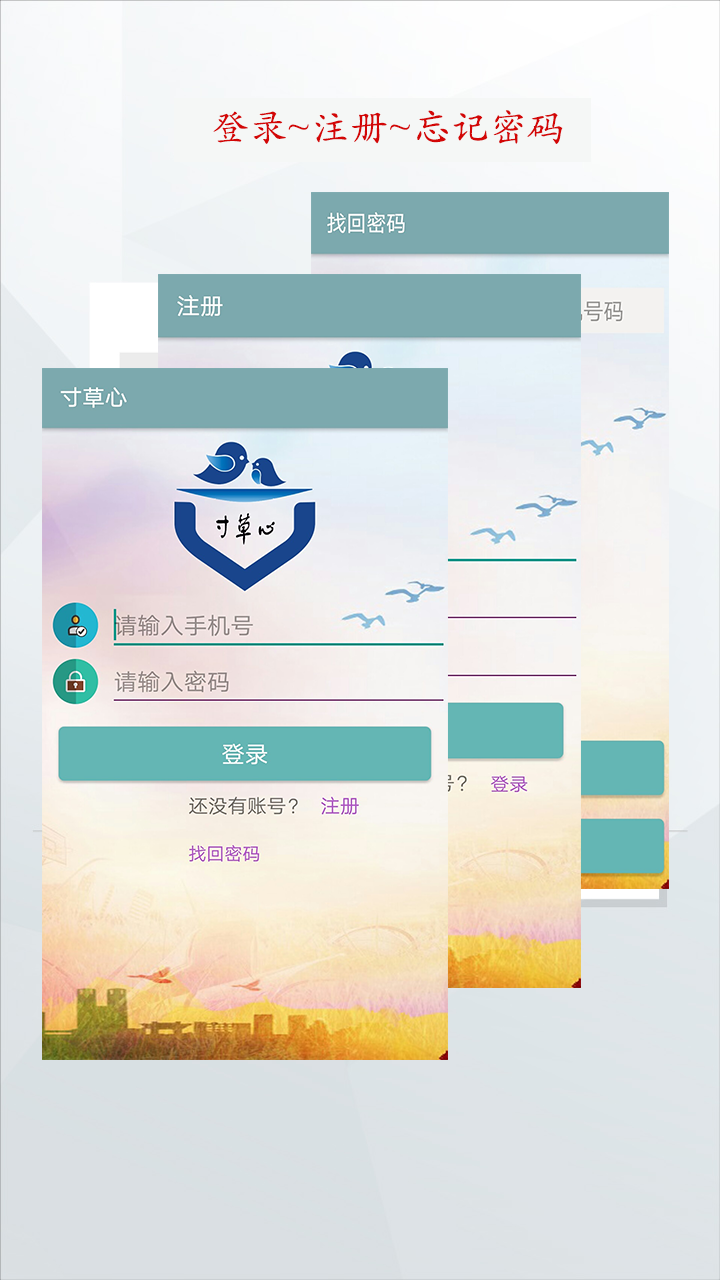 登录~注册~忘记密码
找回密码
号码
注册
寸草心
寸草心
请输入手机号
请输入密码
登录
还没有账号？ 注册
号？ 登录
找回密码